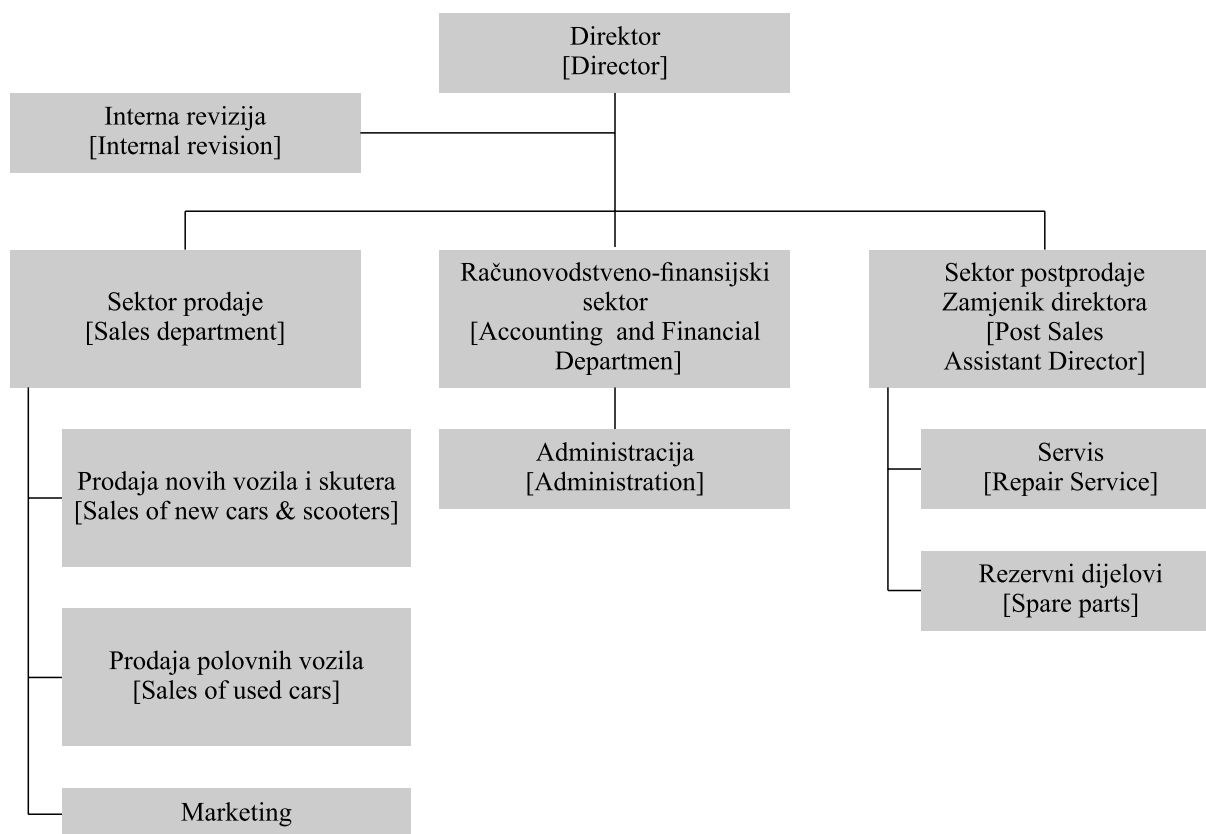 Direktor
[Director]
Interna revizija
[Internal revision]
Sektor prodaje
[Sales department]
Računovodstveno-finansijski
sektor
[Accounting  and Financial
Departmen]
Sektor postprodaje
Zamjenik direktora
[Post Sales
Assistant Director]
Prodaja novih vozila i skutera
[Sales of new cars & scooters]
Administracija
[Administration]
Servis
[Repair Service]
Rezervni dijelovi
[Spare parts]
Prodaja polovnih vozila
[Sales of used cars]
Marketing